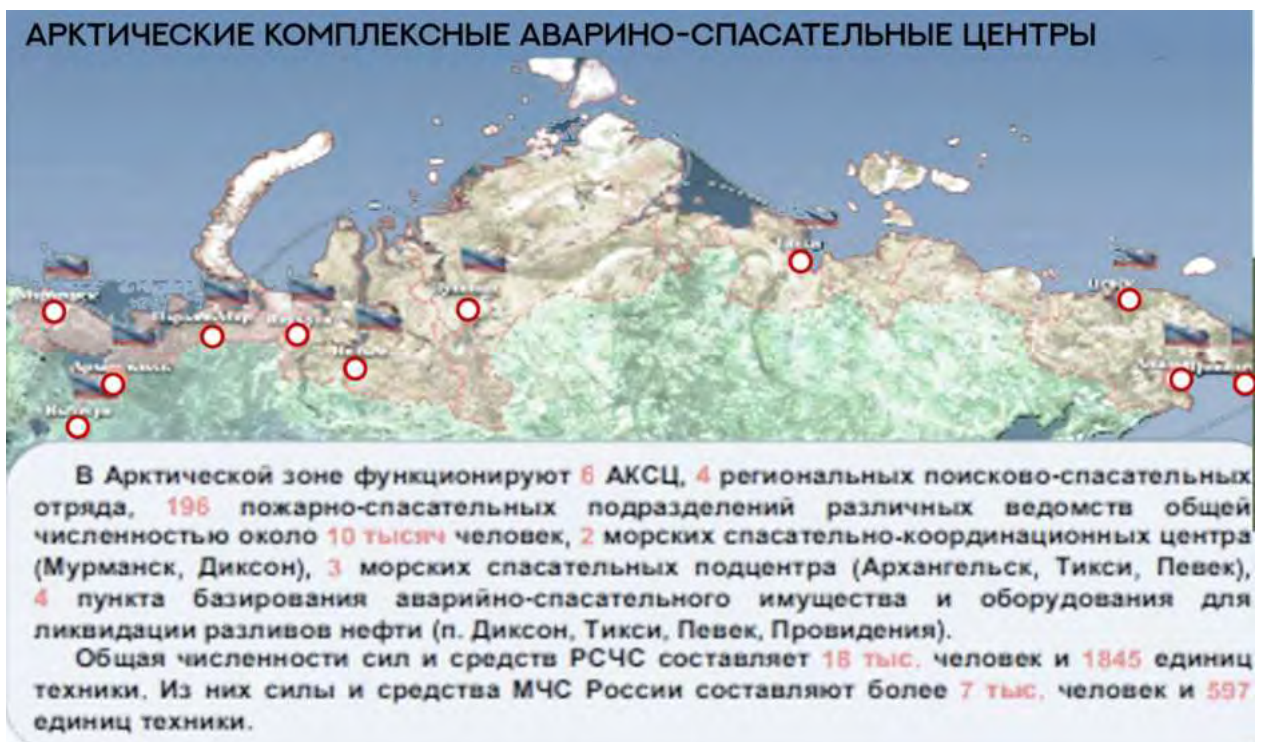 АРКТИЧЕСКИЕ КОМПЛЕКСНЫЕ АВАРИНО-СПАСАТЕЛЬНЫЕ ЦЕНТРЫ
Мурманск
Нарьян-Мар
Архангельск
В Арктической зоне функционируют 6 АКСЦ, 4 региональных поисково-спасательных
отряда, 196 пожарно-спасательных подразделений различных ведомств общей
численностью около 10 тысяч человек, 2 морских спасательно-координационных центра
(Мурманск, Диксон), 3 морских спасательных подцентра (Архангельск, Тикси, Певек),
4 пункта базирования аварийно-спасательного имущества и оборудования для
ликвидации разливов нефти (п. Диксон, Тикси, Певек, Провидения).
Общая численности сил и средств РСЧС составляет 18 тыс. человек и 1845 единиц
техники. Из них силы и средства МЧС России составляют более 7 тыс. человек и 597
единиц техники.